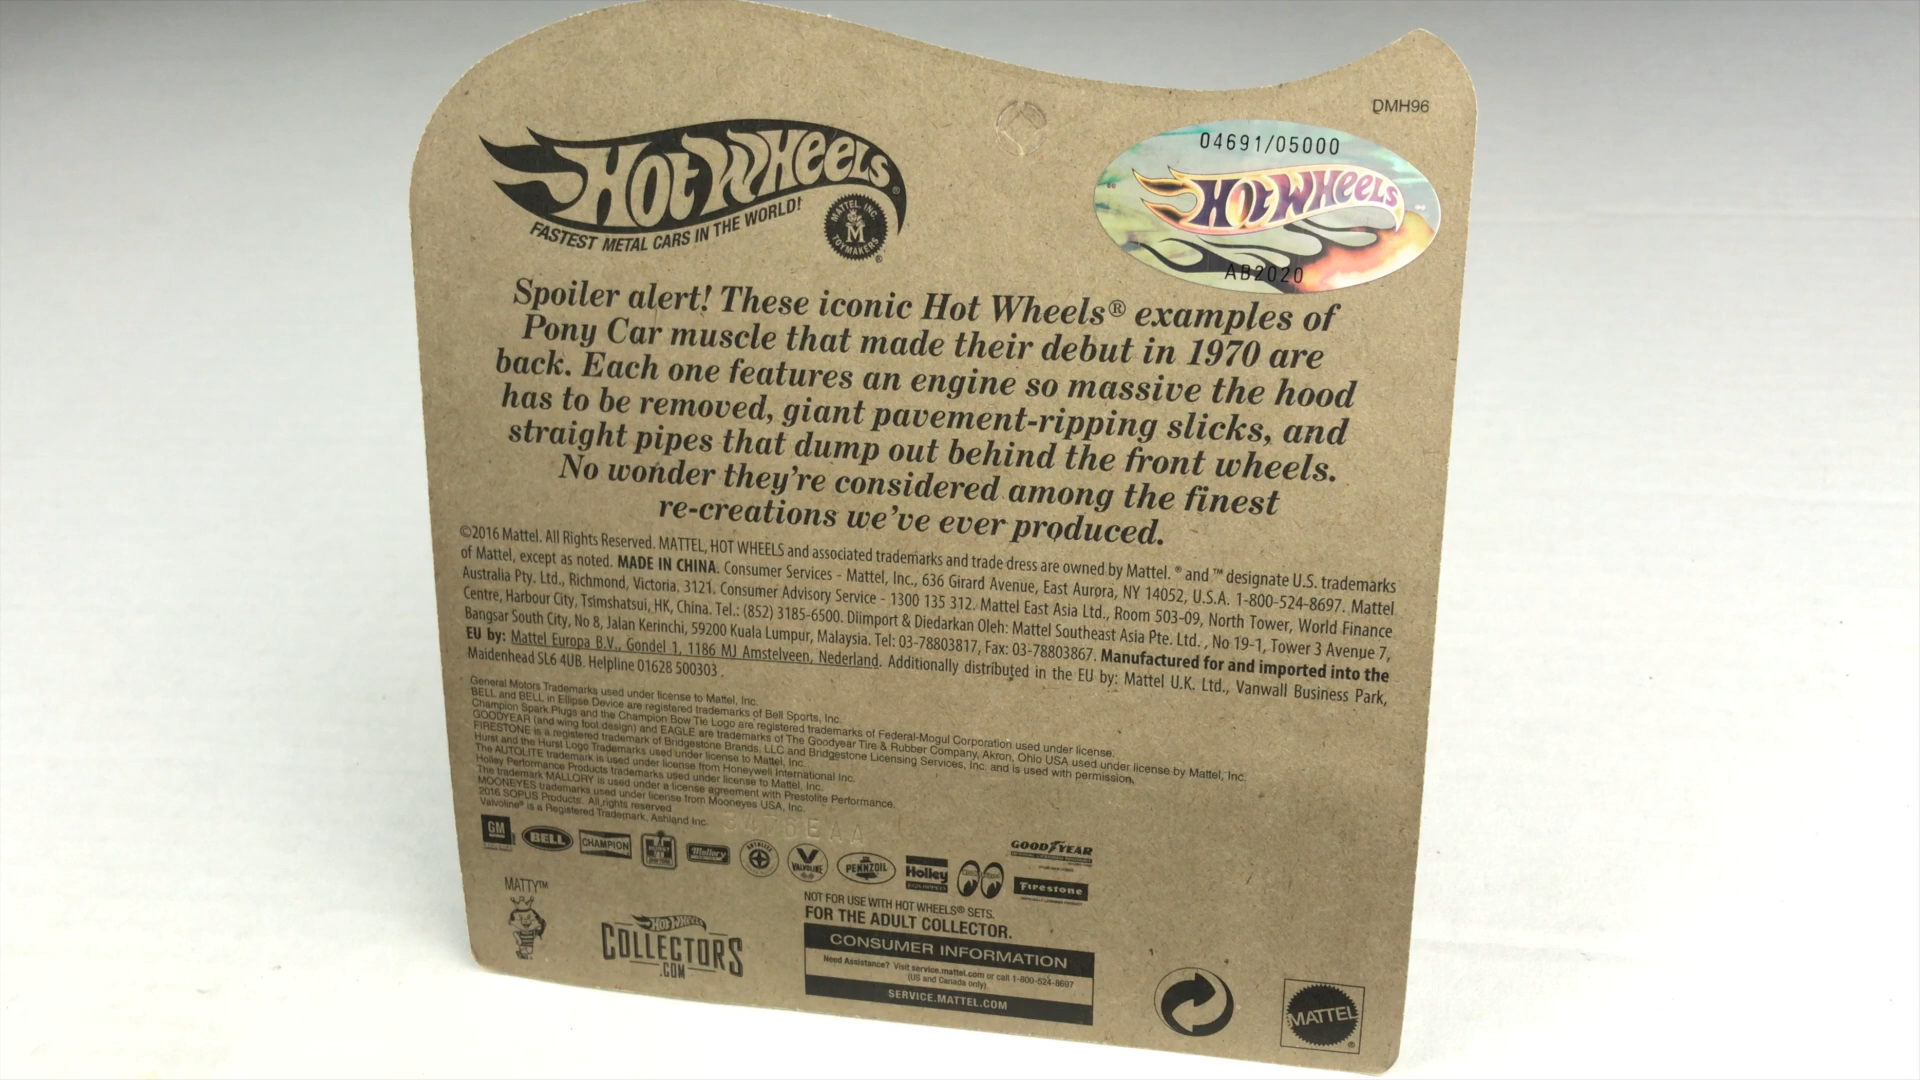 DMH96
04691/05000
HOT WHEELS
AB2020
HOT WHEELS®
FASTEST METAL CARS IN THE WORLD!
MATTEL, INC.
M
TOYMAKERS®
Spoiler alert! These iconic Hot Wheels® examples of
Pony Car muscle that made their debut in 1970 are
back. Each one features an engine so massive the hood
has to be removed, giant pavement-ripping slicks, and
straight pipes that dump out behind the front wheels.
No wonder they're considered among the finest
re-creations we've ever produced.
©2016 Mattel. All Rights Reserved. MATTEL, HOT WHEELS and associated trademarks and trade dress are owned by Mattel. ® and ™ designate U.S. trademarks
of Mattel, except as noted. MADE IN CHINA. Consumer Services - Mattel, Inc., 636 Girard Avenue, East Aurora, NY 14052, U.S.A. 1-800-524-8697. Mattel
Australia Pty. Ltd., Richmond, Victoria. 3121. Consumer Advisory Service - 1300 135 312. Mattel East Asia Ltd., Room 503-09, North Tower, World Finance
Centre, Harbour City, Tsimshatsui, HK, China. Tel.: (852) 3185-6500. Diimport & Diedarkan Oleh: Mattel Southeast Asia Pte. Ltd. , No 19-1, Tower 3 Avenue 7,
Bangsar South City, No 8, Jalan Kerinchi, 59200 Kuala Lumpur, Malaysia. Tel: 03-78803817, Fax: 03-78803867. Manufactured for and imported into the
EU by: Mattel Europa B.V., Gondel 1, 1186 MJ Amstelveen, Nederland. Additionally distributed in the EU by: Mattel U.K. Ltd., Vanwall Business Park,
Maidenhead SL6 4UB. Helpline 01628 500303 .
General Motors Trademarks used under license to Mattel, Inc.
BELL and BELL in Ellipse Device are registered trademarks of Bell Sports, Inc.
Champion Spark Plugs and the Champion Bow Tie Logo are registered trademarks of Federal-Mogul Corporation used under license.
GOODYEAR (and wing foot design) and EAGLE are trademarks of The Goodyear Tire & Rubber Company, Akron, Ohio USA used under license by Mattel, Inc.
FIRESTONE is a registered trademark of Bridgestone Brands, LLC and Bridgestone Licensing Services, Inc. and is used with permission.
Hurst and the Hurst Logo Trademarks used under license to Mattel, Inc.
The AUTOLITE trademark is used under license from Honeywell International Inc.
Holley Performance Products trademarks used under license to Mattel, Inc.
The trademark MALLORY is used under a license agreement with Prestolite Performance.
MOONEYES trademarks used under license from Mooneyes USA, Inc.
2016 SOPUS Products. All rights reserved
Valvoline® is a Registered Trademark, Ashland Inc.
GM
BELL
CHAMPION
Mallory
AUTOLITE
VALVOLINE
PENNZOIL
Holley
EQUIPPED
GOODYEAR
Firestone
MATTY™
HOT WHEELS
COLLECTORS
.COM
NOT FOR USE WITH HOT WHEELS® SETS.
FOR THE ADULT COLLECTOR.
CONSUMER INFORMATION
Need Assistance? Visit service.mattel.com or call 1-800-524-8697
(US and Canada only)
SERVICE.MATTEL.COM
MATTEL
®